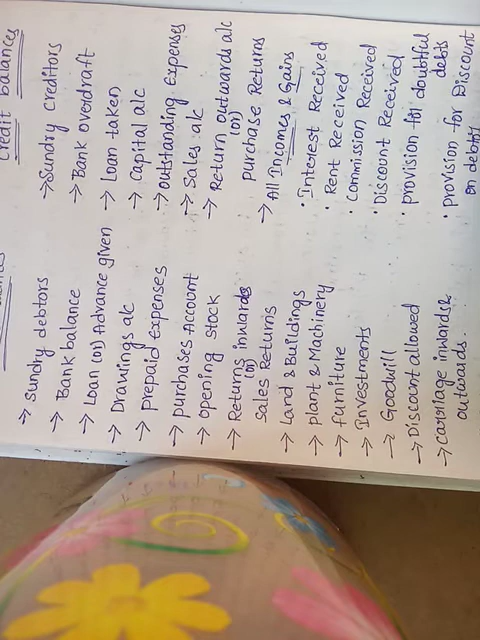 sundry debtors
→ Bank balance
→ Loan (or) Advance given
→ Drawings a/c
→ prepaid expenses
→ purchases Account
→ opening stock
→ Returns inwards
(or)
sales Returns
→ Land & Buildings
→ plant & Machinery
→ furniture
→ Investments
→ Goodwill
→ Discount allowed
→ carriage inwards &
outwards.
credit balances
→ Sundry creditors
→ Bank overdraft
→ Loan taken
→ Capital a/c
→ outstanding Expenses
→ Sales a/c
→ Return outwards a/c
(or)
purchase Returns
→ All Incomes & Gains
• Interest Received
• Rent Received
• Commission Received
• Discount Received
• provision for doubtful
debts
• provision for Discount
on debtors